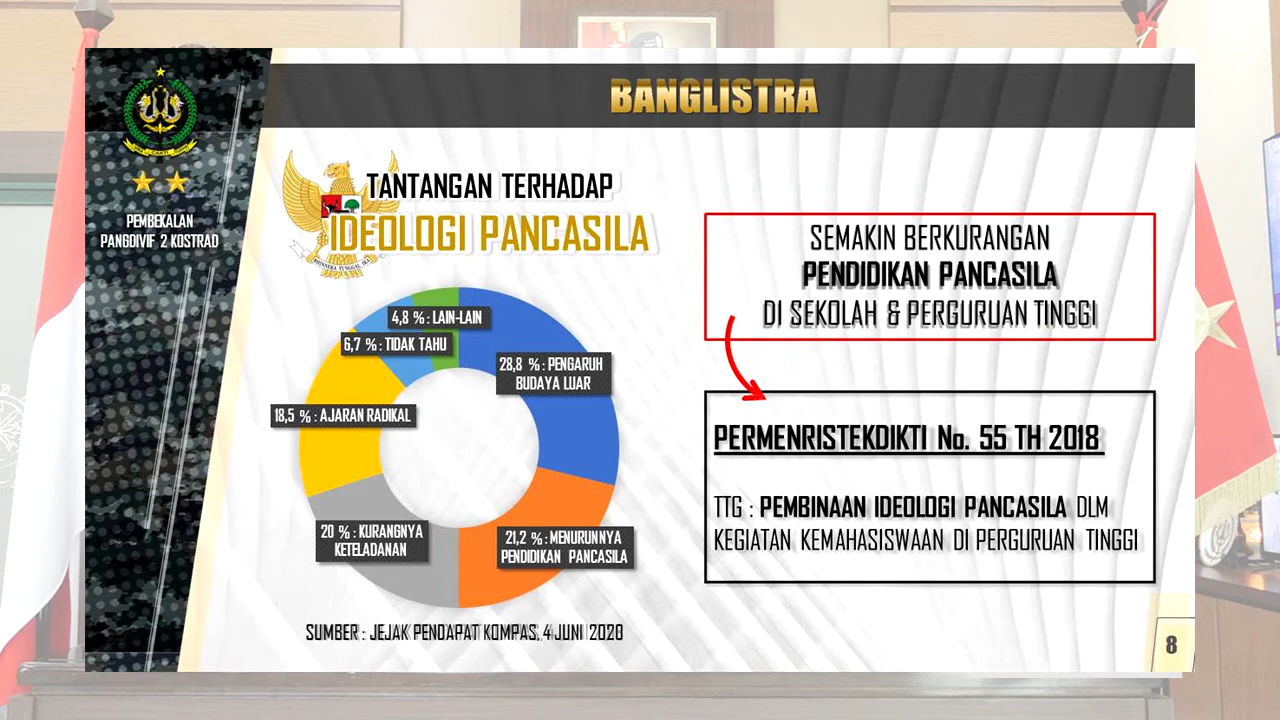 BANGLISTRA
PEMBEKALAN
PANGDIVIF 2 KOSTRAD
TANTANGAN TERHADAP
IDEOLOGI PANCASILA
BHINNEKA TUNGGAL IKA
4,8 % : LAIN-LAIN
6,7 % : TIDAK TAHU
28,8 % : PENGARUH
BUDAYA LUAR
18,5 % : AJARAN RADIKAL
20 % : KURANGNYA
KETELADANAN
21,2 % : MENURUNNYA
PENDIDIKAN PANCASILA
SUMBER : JEJAK PENDAPAT KOMPAS, 4 JUNI 2020
SEMAKIN BERKURANGAN
PENDIDIKAN PANCASILA
DI SEKOLAH & PERGURUAN TINGGI
PERMENRISTEKDIKTI No. 55 TH 2018
TTG : PEMBINAAN IDEOLOGI PANCASILA DLM
KEGIATAN KEMAHASISWAAN DI PERGURUAN TINGGI
8